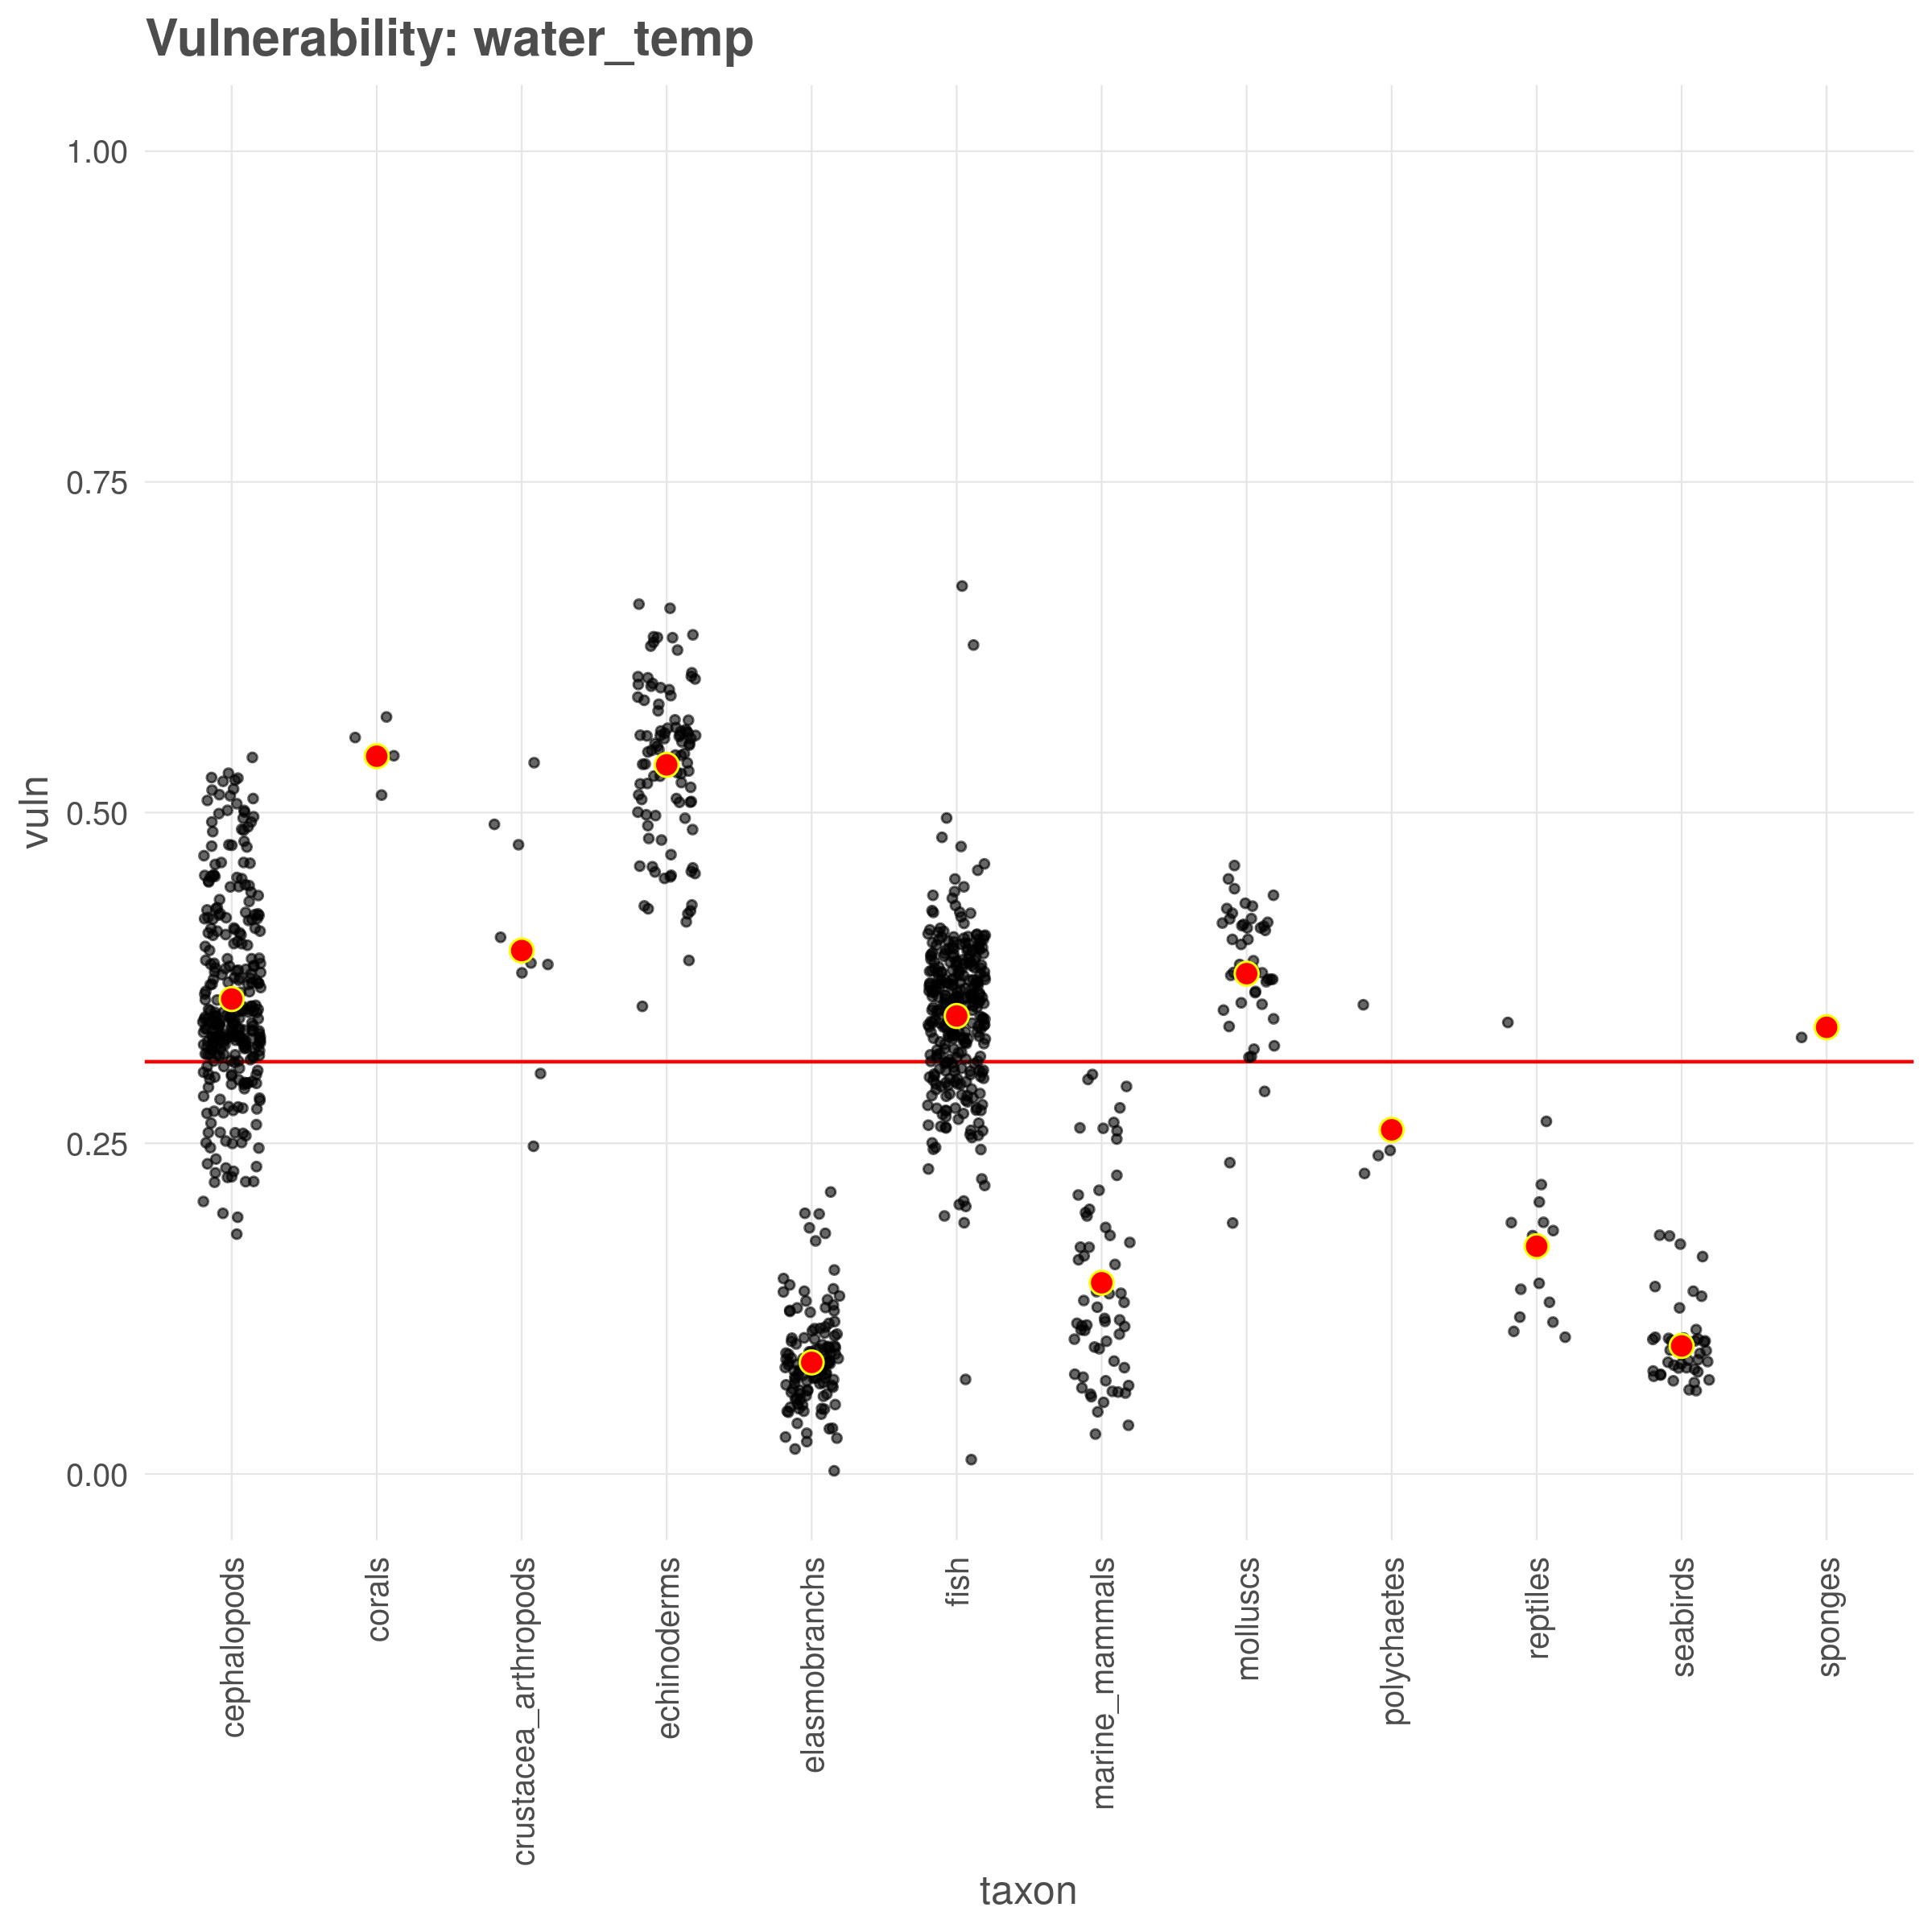 Vulnerability: water_temp
1.00
0.75
0.50
0.25
0.00
vuln
cephalopods
corals
crustacea_arthropods
echinoderms
elasmobranchs
fish
marine_mammals
molluscs
polychaetes
reptiles
seabirds
sponges
taxon